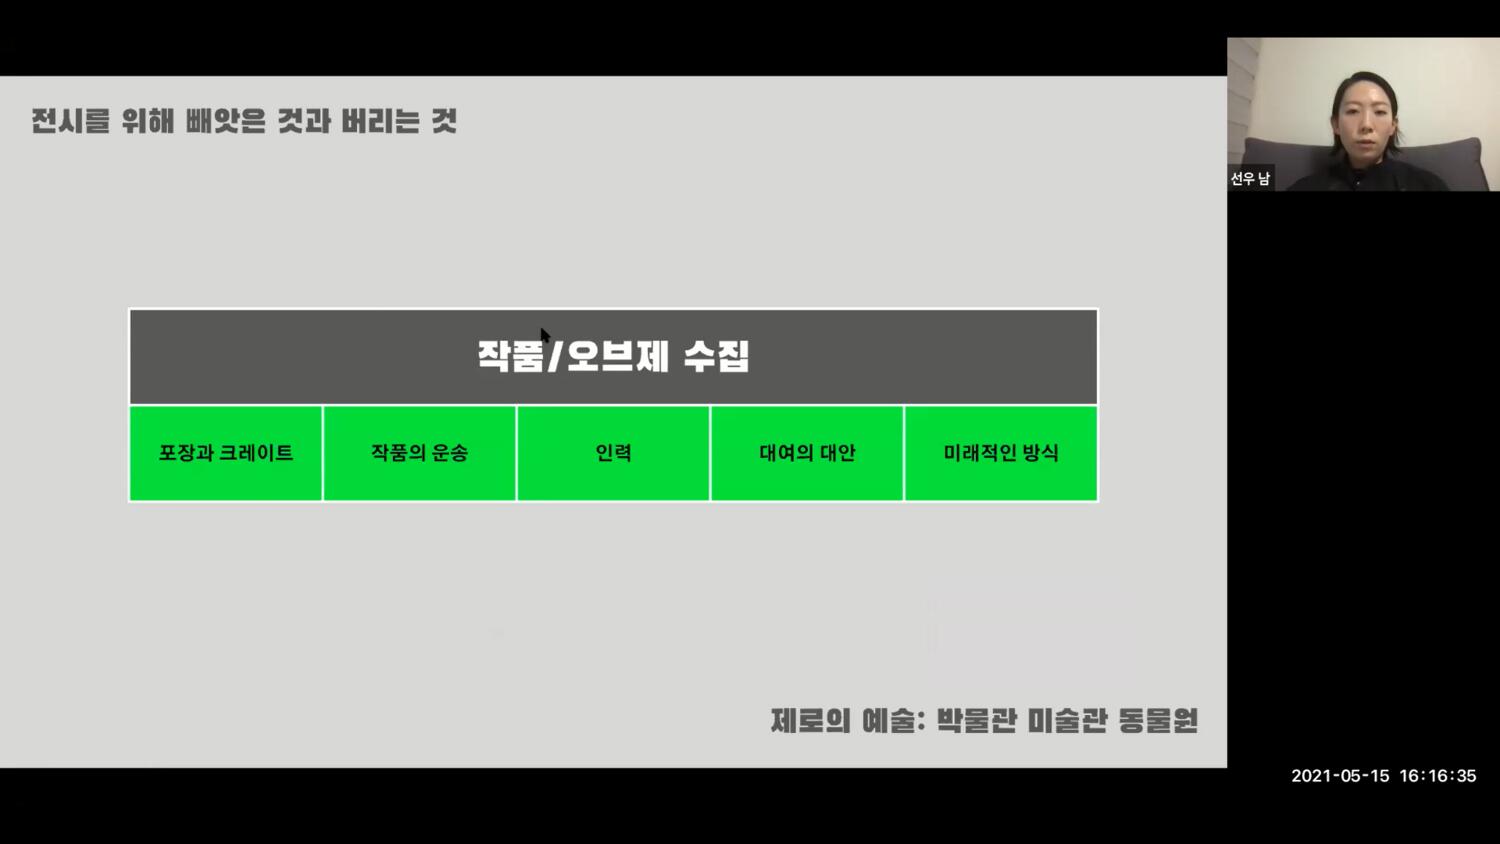 전시를 위해 빼앗은 것과 버리는 것
선우 남
작품/오브제 수집
포장과 크레이트
작품의 운송
인력
대여의 대안
미래적인 방식
제로의 예술: 박물관 미술관 동물원
2021-05-15 16:16:35